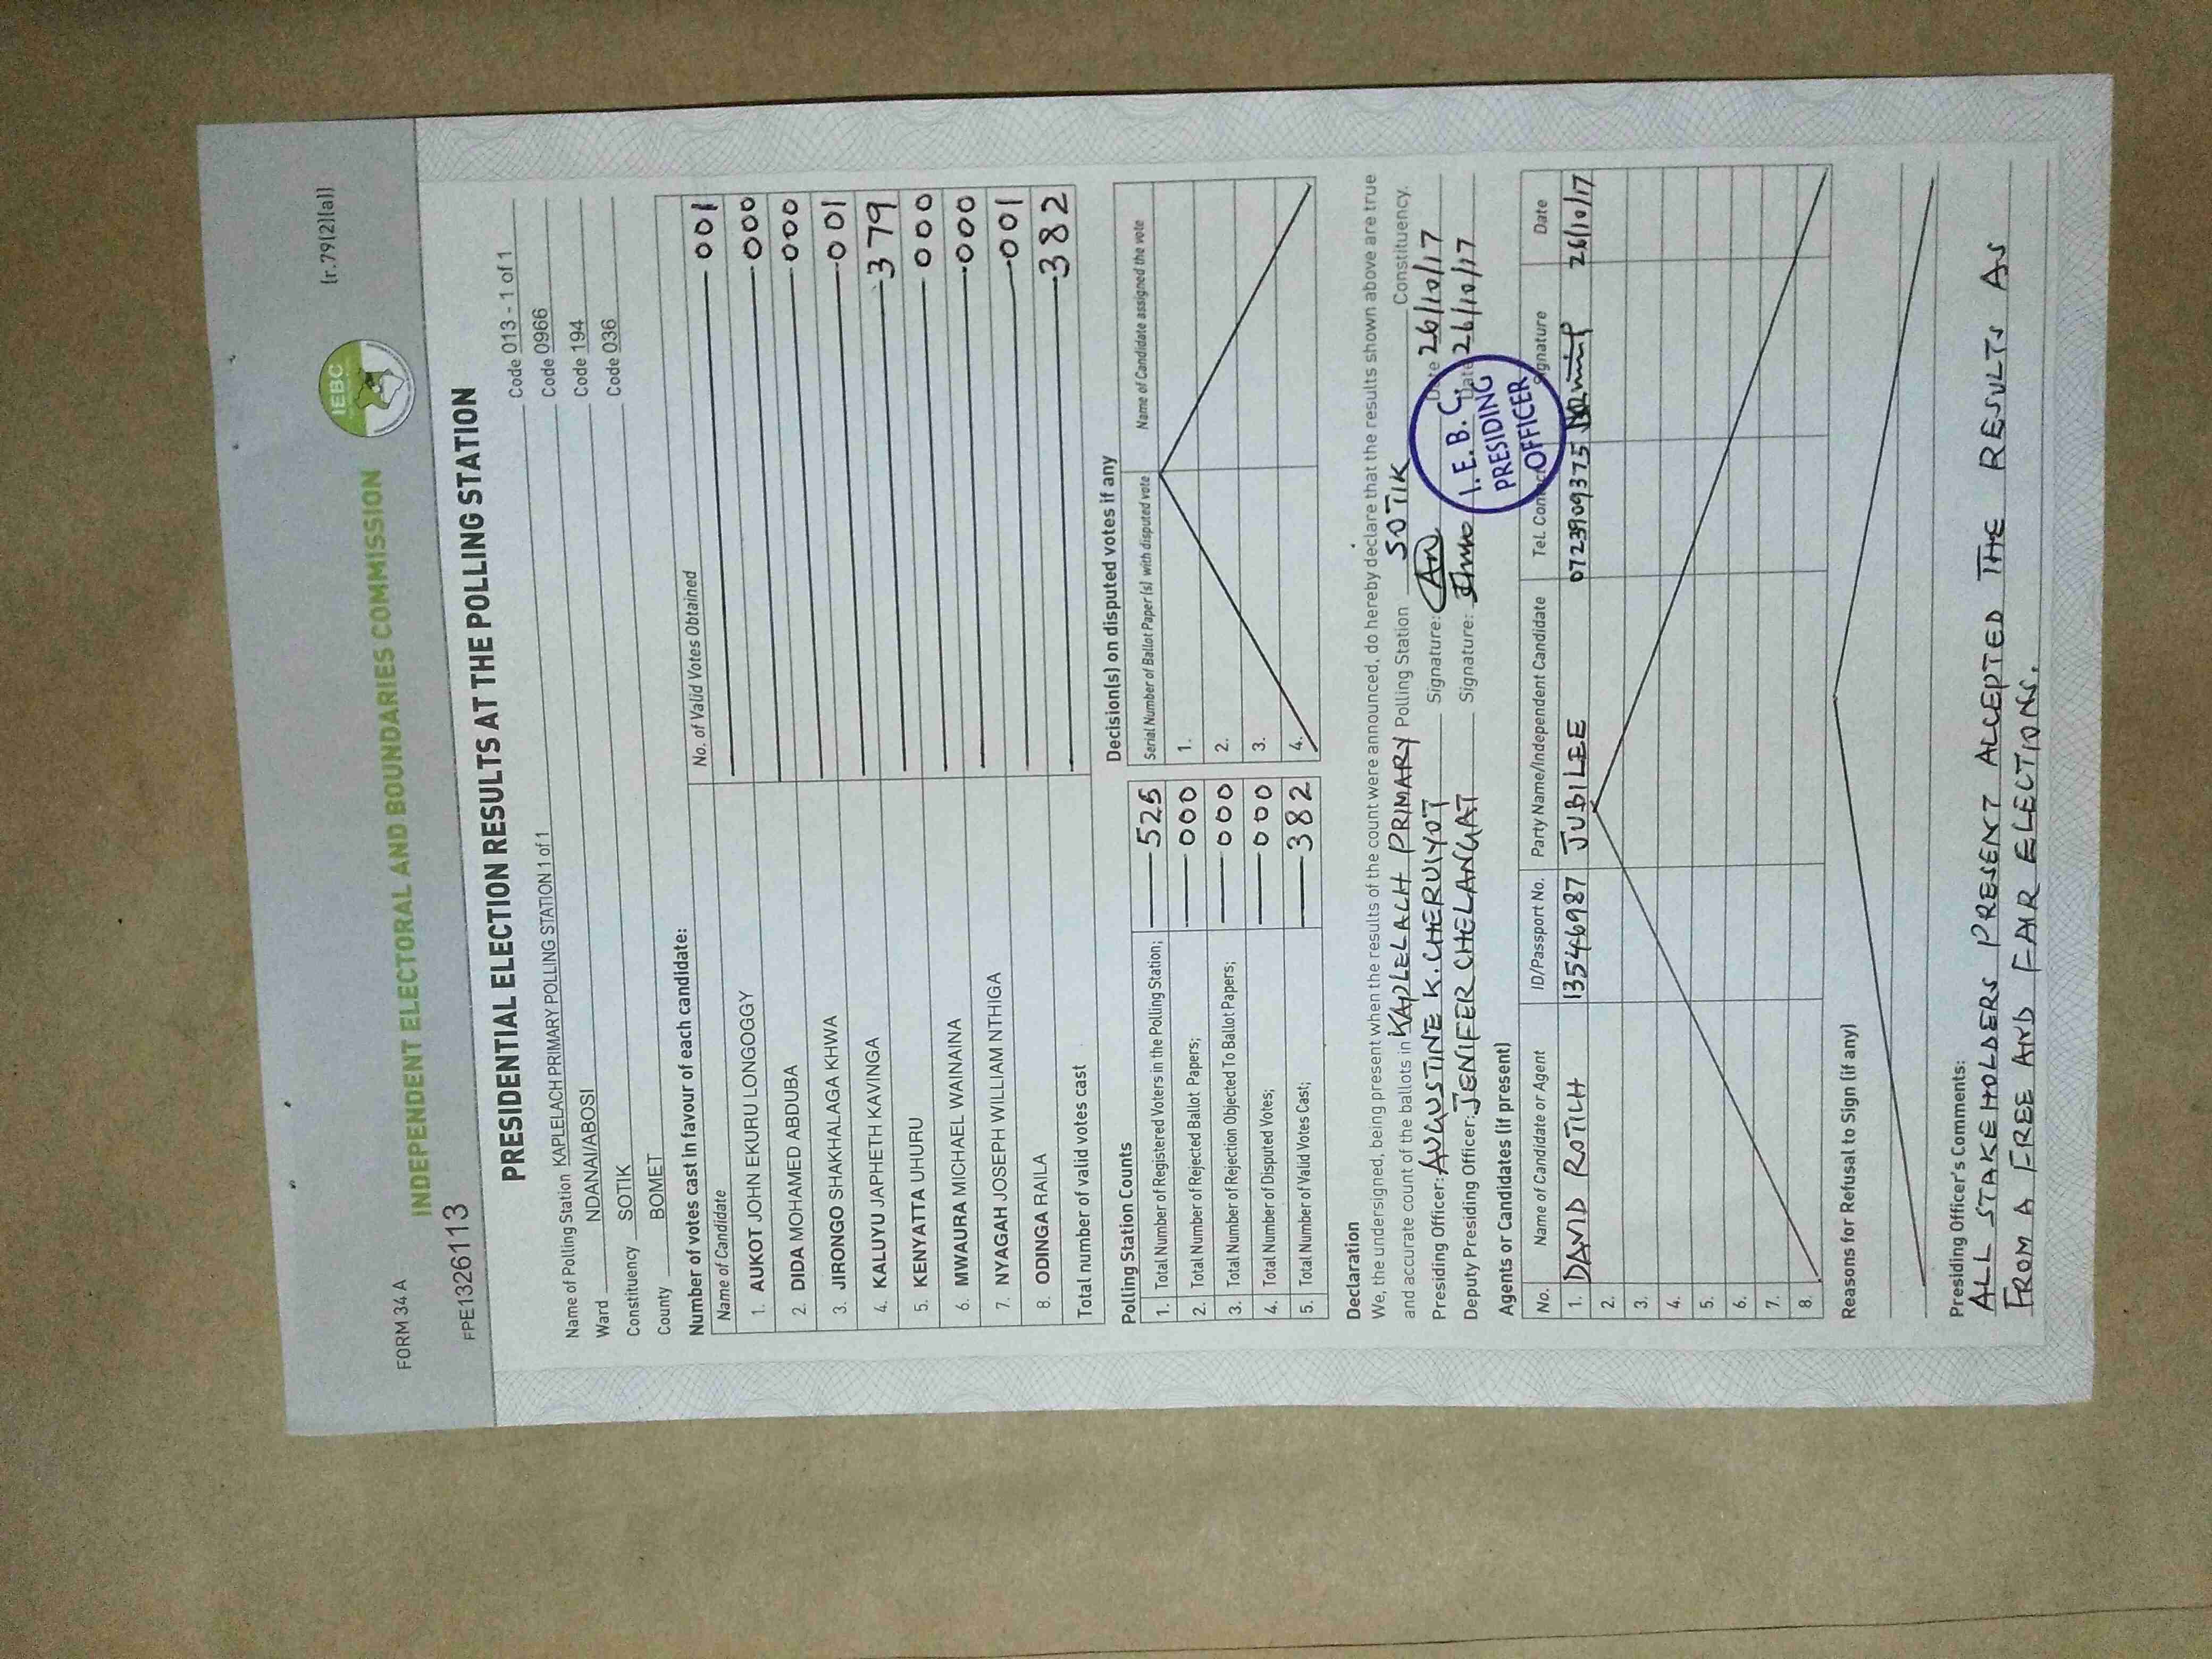 FORM 34 A
[r.79(2)(a)]
IEBC
INDEPENDENT ELECTORAL AND BOUNDARIES COMMISSION
FPE1326113
PRESIDENTIAL ELECTION RESULTS AT THE POLLING STATION
Name of Polling Station KAPLELACH PRIMARY POLLING STATION 1 of 1 Code 013 - 1 of 1
Ward NDANAI/ABOSI Code 0966
Constituency SOTIK Code 194
County BOMET Code 036
Number of votes cast in favour of each candidate:
Name of Candidate No. of Valid Votes Obtained
1. AUKOT JOHN EKURU LONGOGGY 001
2. DIDA MOHAMED ABDUBA 000
3. JIRONGO SHAKHALAGA KHWA 000
4. KALUYU JAPHETH KAVINGA 001
5. KENYATTA UHURU 379
6. MWAURA MICHAEL WAINAINA 000
7. NYAGAH JOSEPH WILLIAM NTHIGA 000
8. ODINGA RAILA 001
Total number of valid votes cast 382
Polling Station Counts
1. Total Number of Registered Voters in the Polling Station; 525
2. Total Number of Rejected Ballot Papers; 000
3. Total Number of Rejection Objected To Ballot Papers; 000
4. Total Number of Disputed Votes; 000
5. Total Number of Valid Votes Cast; 382
Decision(s) on disputed votes if any
Serial Number of Ballot Paper (s) with disputed vote Name of Candidate assigned the vote
1.
2.
3.
4.
Declaration
We, the undersigned, being present when the results of the count were announced, do hereby declare that the results shown above are true
and accurate count of the ballots in KAPLELACH PRIMARY Polling Station SOTIK Constituency.
Presiding Officer: AUGUSTINE K. CHERUIYOT Signature: Date 26/10/17
Deputy Presiding Officer: JENIFER CHELANGAT Signature: Date 26/10/17
I.E.B.C.
PRESIDING
OFFICER
Agents or Candidates (if present)
No. Name of Candidate or Agent ID/Passport No. Party Name/Independent Candidate Tel. Contact Signature Date
1. DAVID ROTICH 13546987 JUBILEE 0723909375 26/10/17
2.
3.
4.
5.
6.
7.
8.
Reasons for Refusal to Sign (if any)
Presiding Officer's Comments:
ALL STAKEHOLDERS PRESENT ACCEPTED THE RESULTS AS
FROM A FREE AND FAIR ELECTIONS.